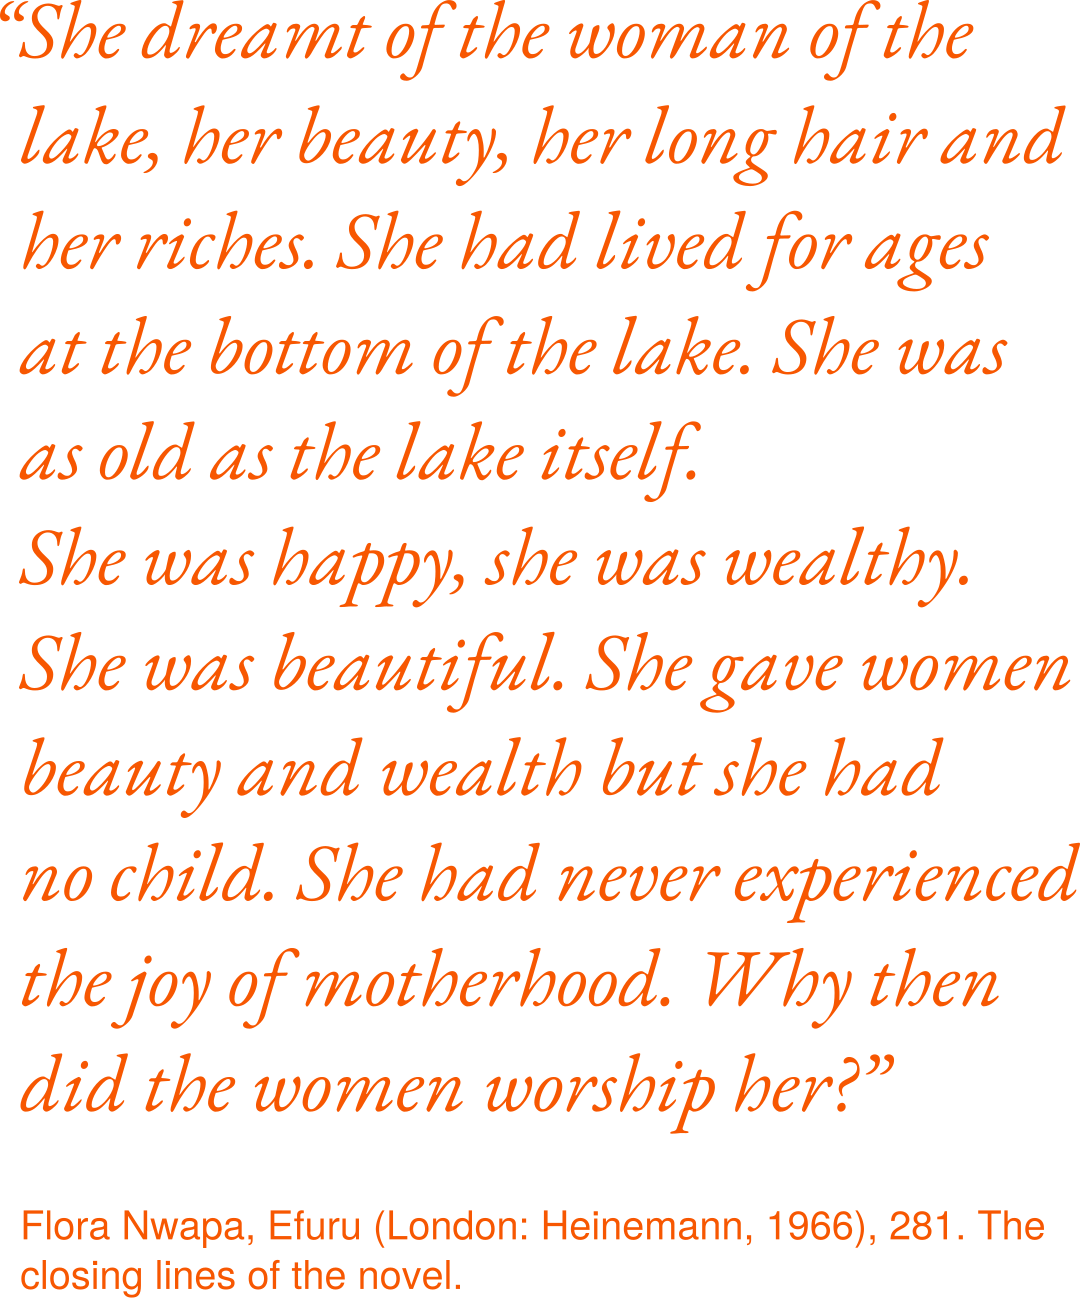 “She dreamt of the woman of the
lake, her beauty, her long hair and
her riches. She had lived for ages
at the bottom of the lake. She was
as old as the lake itself.
She was happy, she was wealthy.
She was beautiful. She gave women
beauty and wealth but she had
no child. She had never experienced
the joy of motherhood. Why then
did the women worship her?”
Flora Nwapa, Efuru (London: Heinemann, 1966), 281. The
closing lines of the novel.